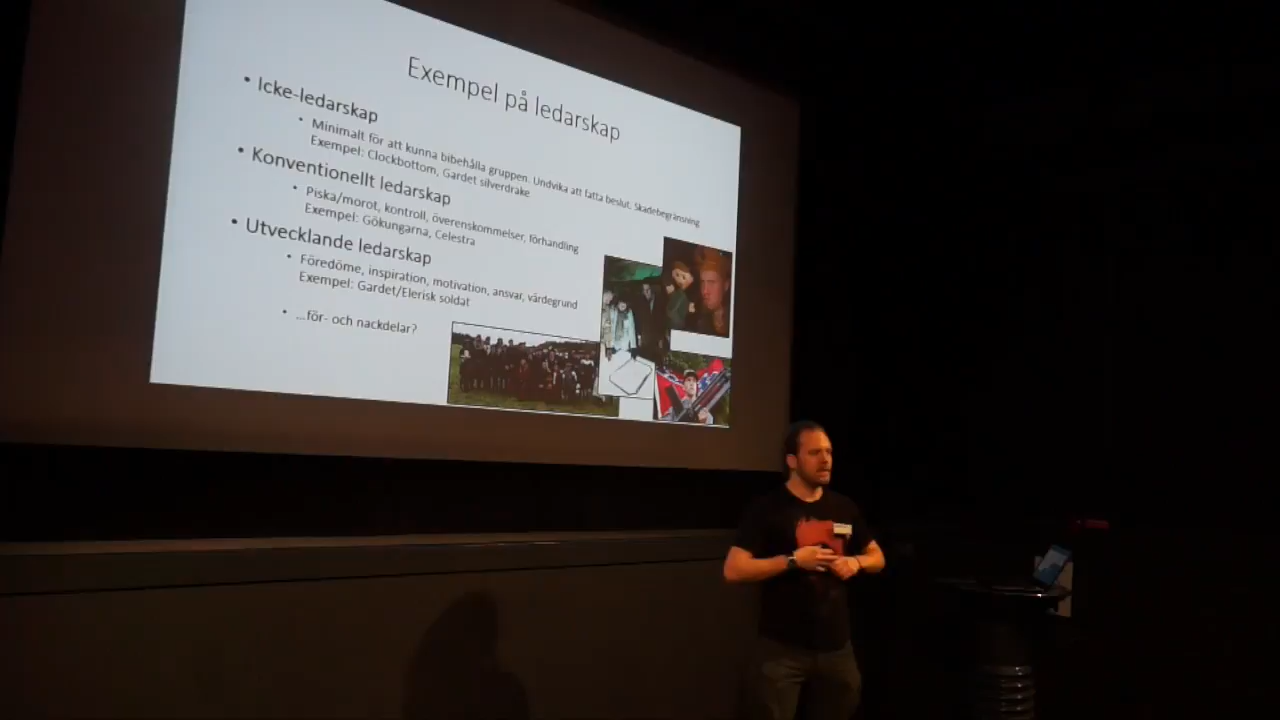 Exempel på ledarskap
• Icke-ledarskap
• Minimalt för att kunna bibehålla gruppen. Undvika att fatta beslut. Skadebegränsning
Exempel: Clockbottom, Gardet silverdrake
• Konventionellt ledarskap
• Piska/morot, kontroll, överenskommelser, förhandling
Exempel: Gökungarna, Celestra
• Utvecklande ledarskap
• Föredöme, inspiration, motivation, ansvar, värdegrund
Exempel: Gardet/Elerisk soldat
• ...för- och nackdelar?